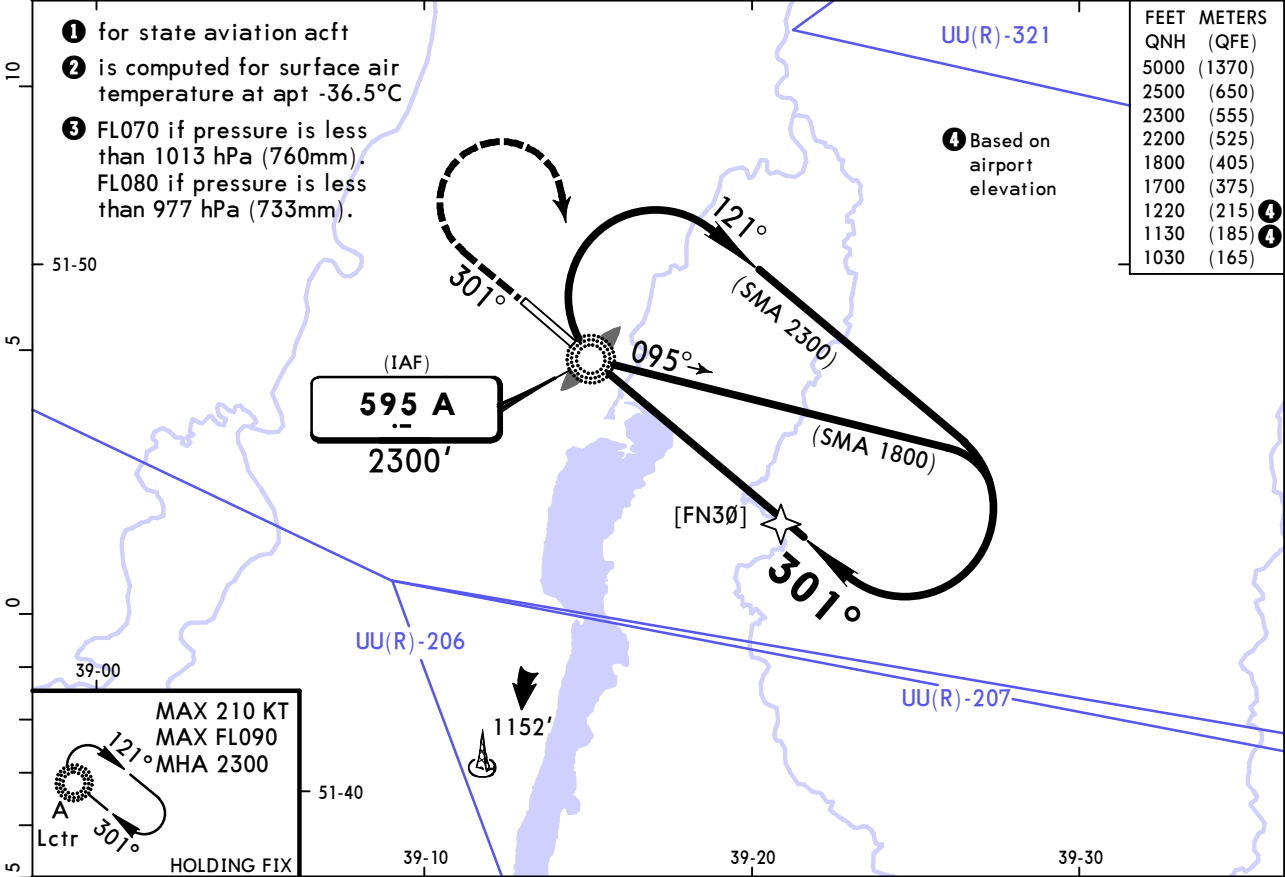 ❶ for state aviation acft
❷ is computed for surface air
temperature at apt -36.5°C
❸ FL070 if pressure is less
than 1013 hPa (760mm).
FL080 if pressure is less
than 977 hPa (733mm).
UU(R)-321
❹ Based on
airport
elevation
FEET METERS
QNH (QFE)
5000 (1370)
2500 (650)
2300 (555)
2200 (525)
1800 (405)
1700 (375)
1220 (215) ❹
1130 (185) ❹
1030 (165)
10
51-50
5
301°
121°
(SMA 2300)
095°
(SMA 1800)
(IAF)
595 A
2300'
[FN3Ø]
301°
0
UU(R)-206
UU(R)-207
39-00
1152'
MAX 210 KT
MAX FL090
MHA 2300
121°
A
Lctr
301°
HOLDING FIX
51-40
5
39-10
39-20
39-30